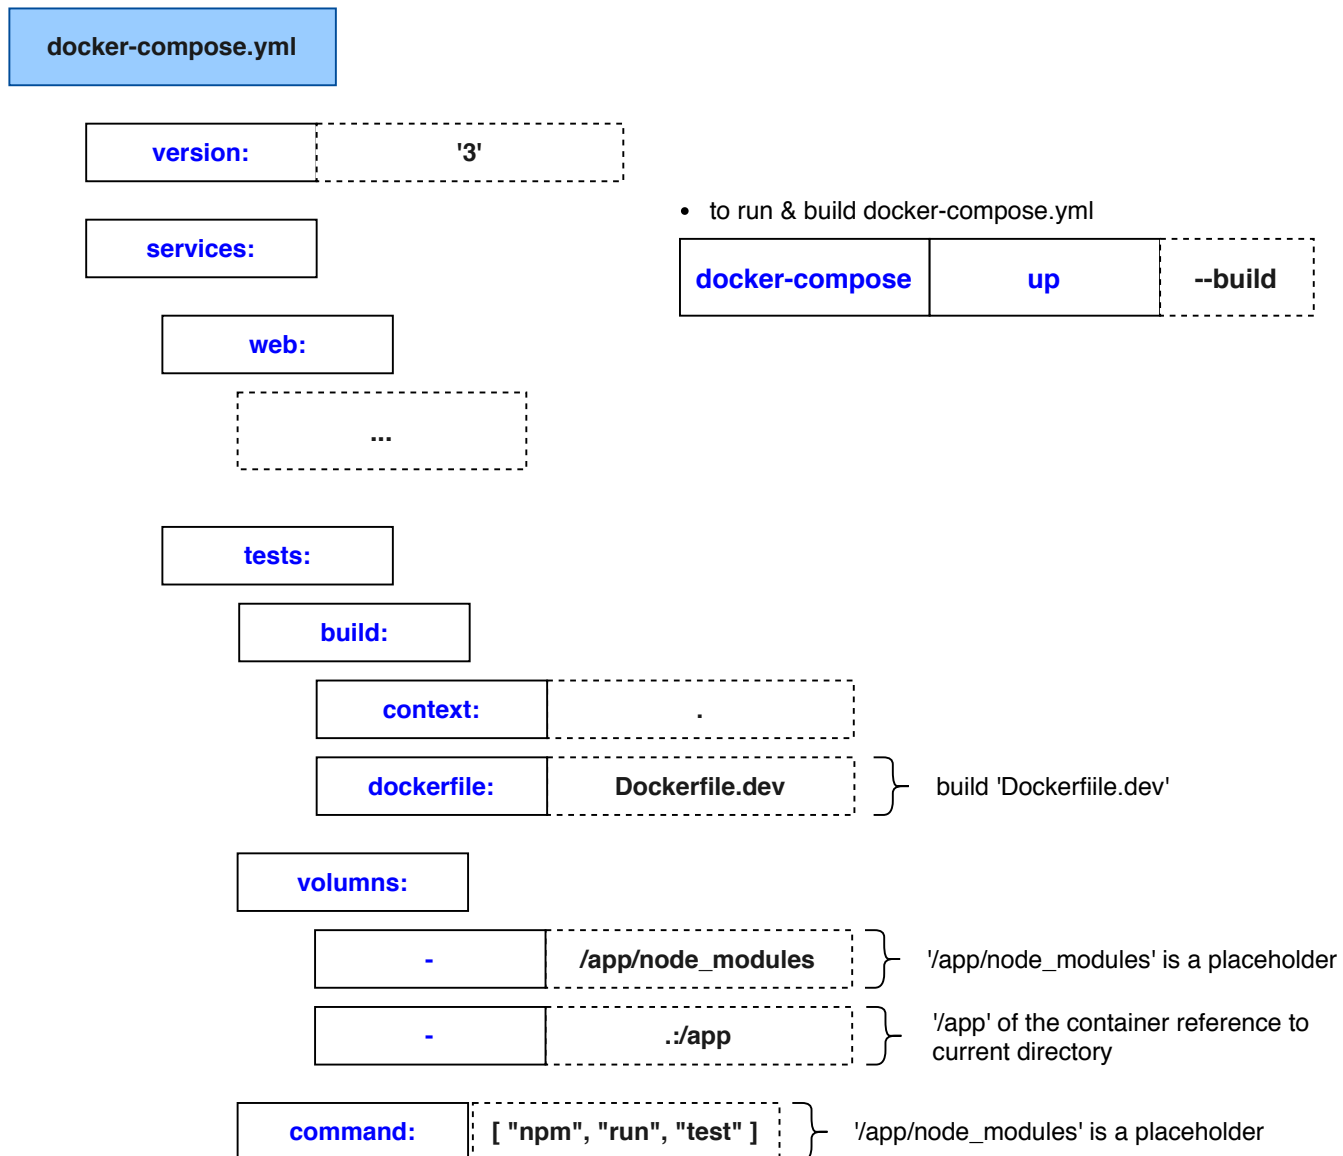 docker-compose.yml
version: '3'
• to run & build docker-compose.yml
services:
docker-compose up --build
web:
...
tests:
build:
context: .
dockerfile: Dockerfile.dev build 'Dockerfiiile.dev'
volumns:
- /app/node_modules '/app/node_modules' is a placeholder
- .:/app '/app' of the container reference to
current directory
command: [ "npm", "run", "test" ] '/app/node_modules' is a placeholder